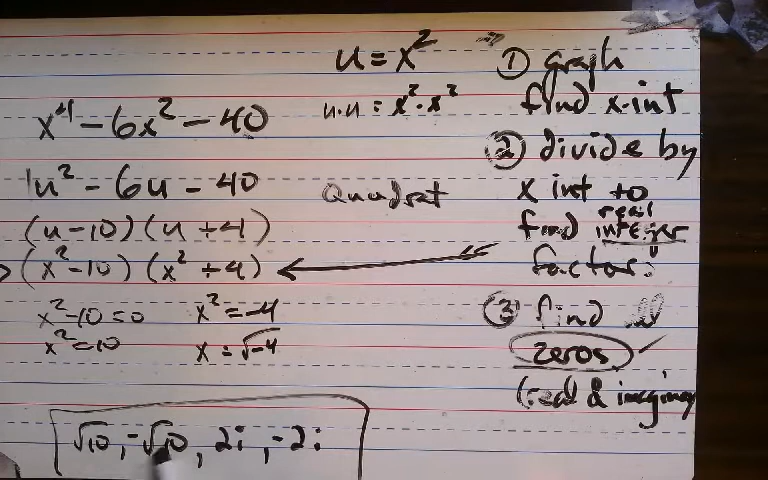 u = x²
u·u = x²·x²
x⁴ - 6x² - 40
1u² - 6u - 40
Quadrat
(u-10)(u+4)
(x²-10)(x²+4)
x²-10=0
x²=10
x²=-4
x=√-4
√10, -√10, 2i, -2i
① graph
find x-int
② divide by
x int to
find real integer
factors
③ find all
zeros
(real &